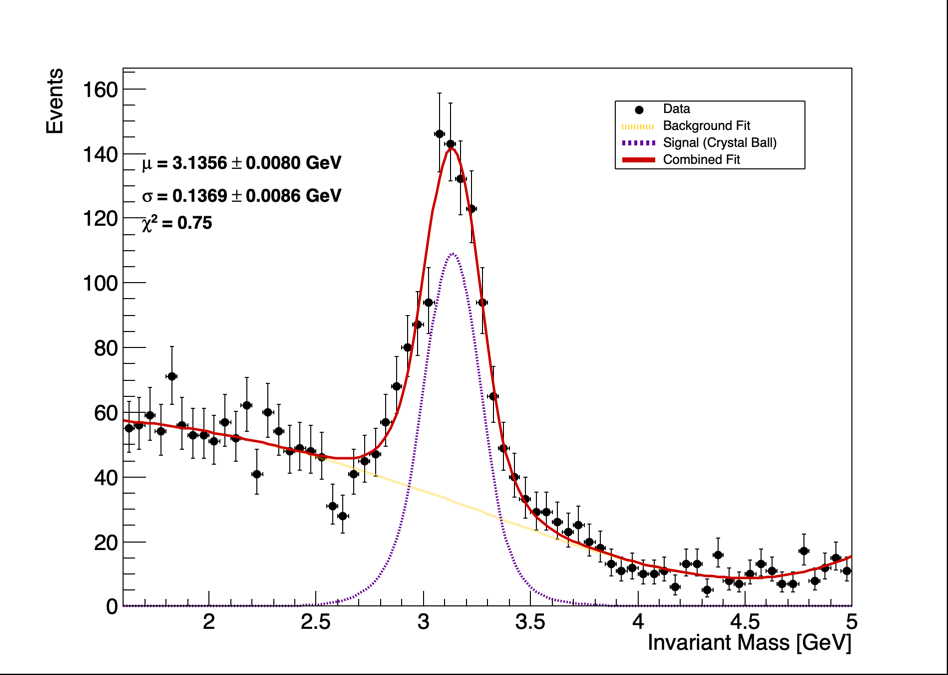 Events
160
140
120
100
80
60
40
20
0
μ = 3.1356 ± 0.0080 GeV
σ = 0.1369 ± 0.0086 GeV
χ² = 0.75
Data
Background Fit
Signal (Crystal Ball)
Combined Fit
2 2.5 3 3.5 4 4.5 5
Invariant Mass [GeV]